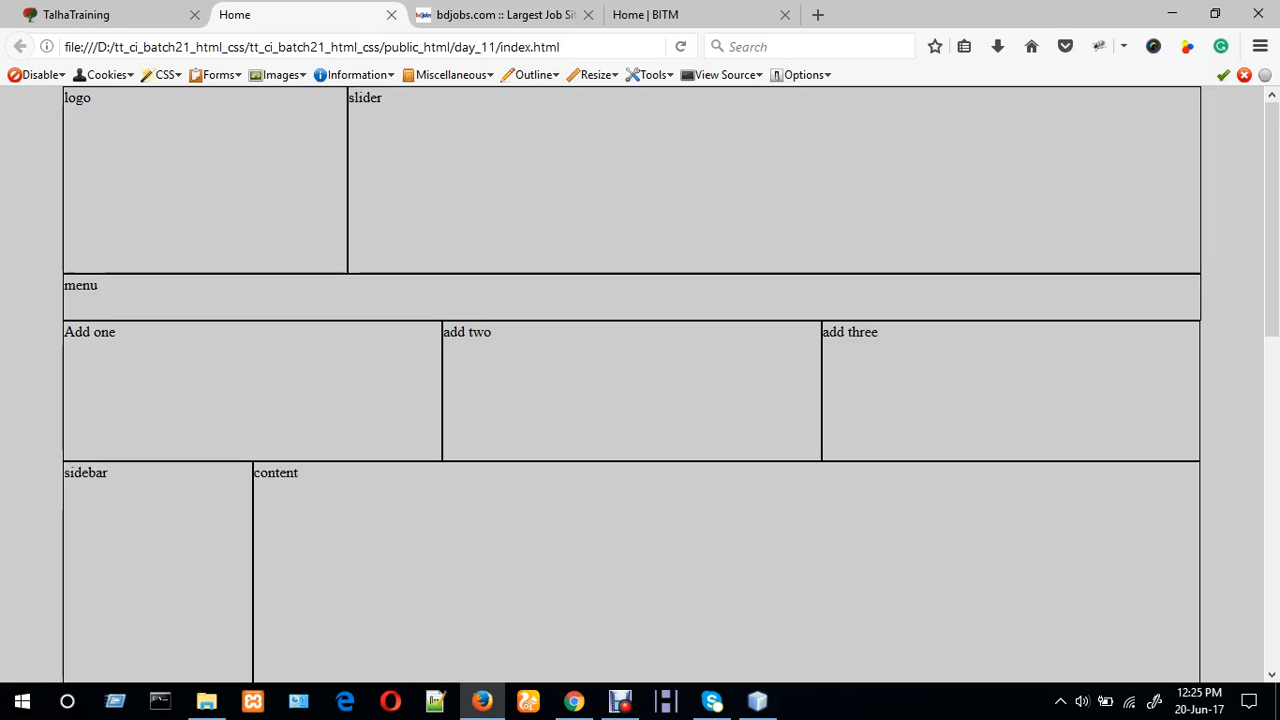 TalhaTraining
Home
bdjobs.com :: Largest Job Si
Home | BITM
file:///D:/tt_ci_batch21_html_css/tt_ci_batch21_html_css/public_html/day_11/index.html
Search
Disable Cookies CSS Forms Images Information Miscellaneous Outline Resize Tools View Source Options
logo
slider
menu
Add one
add two
add three
sidebar
content
12:25 PM
20-Jun-17